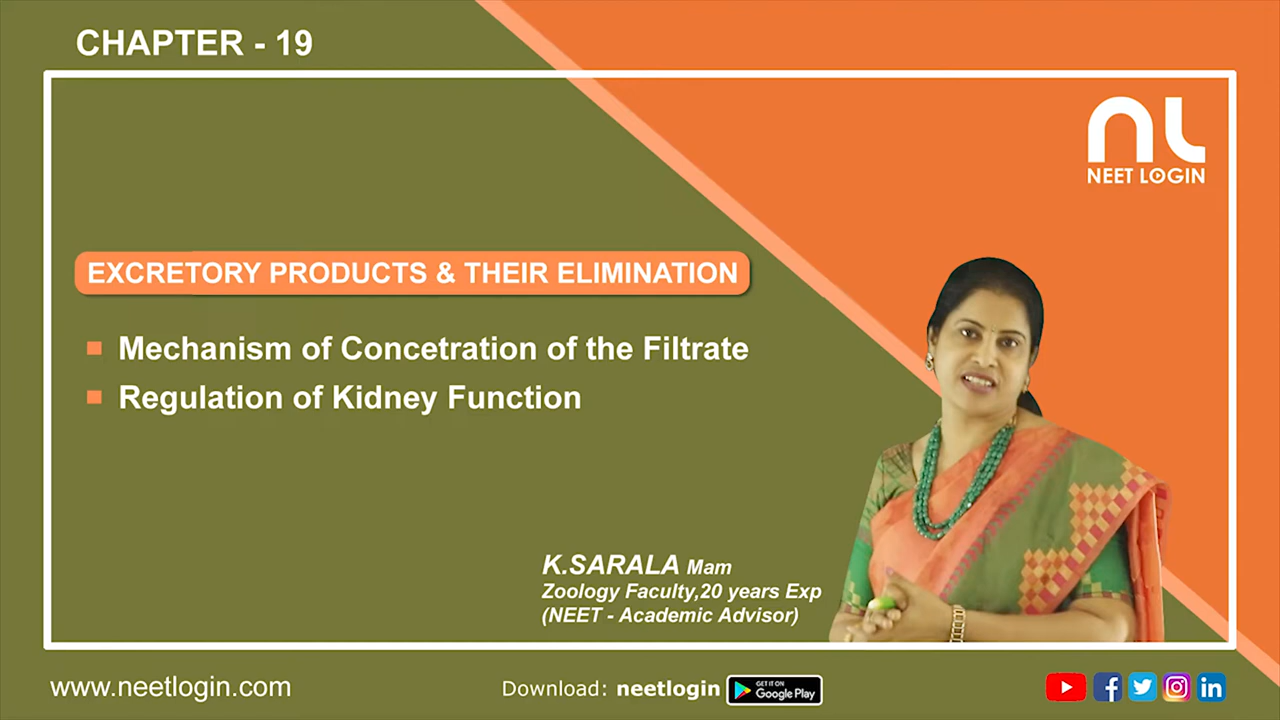 CHAPTER - 19
NEET LOGIN
EXCRETORY PRODUCTS & THEIR ELIMINATION
Mechanism of Concetration of the Filtrate
Regulation of Kidney Function
K.SARALA Mam
Zoology Faculty,20 years Exp
(NEET - Academic Advisor)
www.neetlogin.com
Download: neetlogin
GET IT ON
Google Play